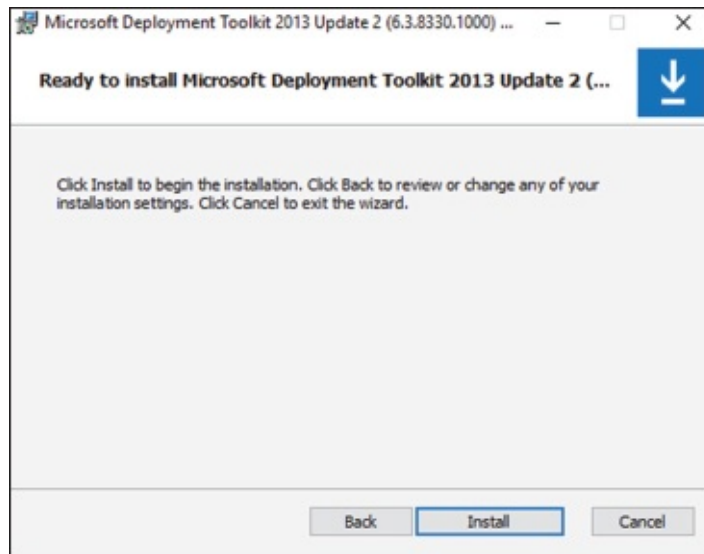 Microsoft Deployment Toolkit 2013 Update 2 (6.3.8330.1000) ...
Ready to install Microsoft Deployment Toolkit 2013 Update 2 (...
Click Install to begin the installation. Click Back to review or change any of your
installation settings. Click Cancel to exit the wizard.
Back
Install
Cancel